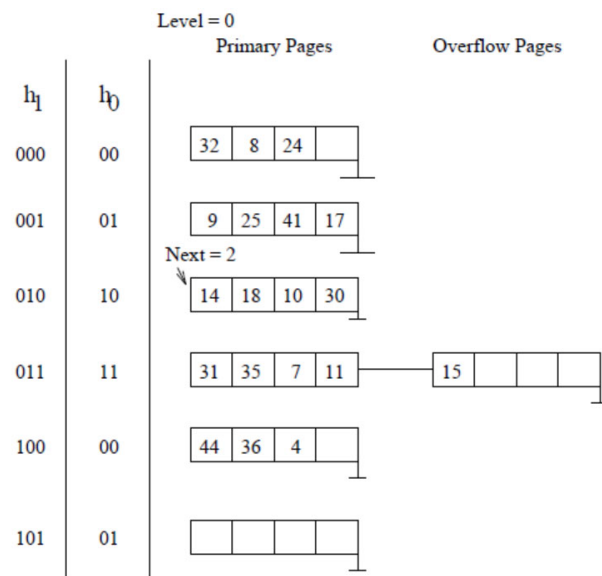 Level = 0
Primary Pages Overflow Pages
h1 h0
000 00 32 8 24
001 01 9 25 41 17
Next = 2
010 10 14 18 10 30
011 11 31 35 7 11 15
100 00 44 36 4
101 01